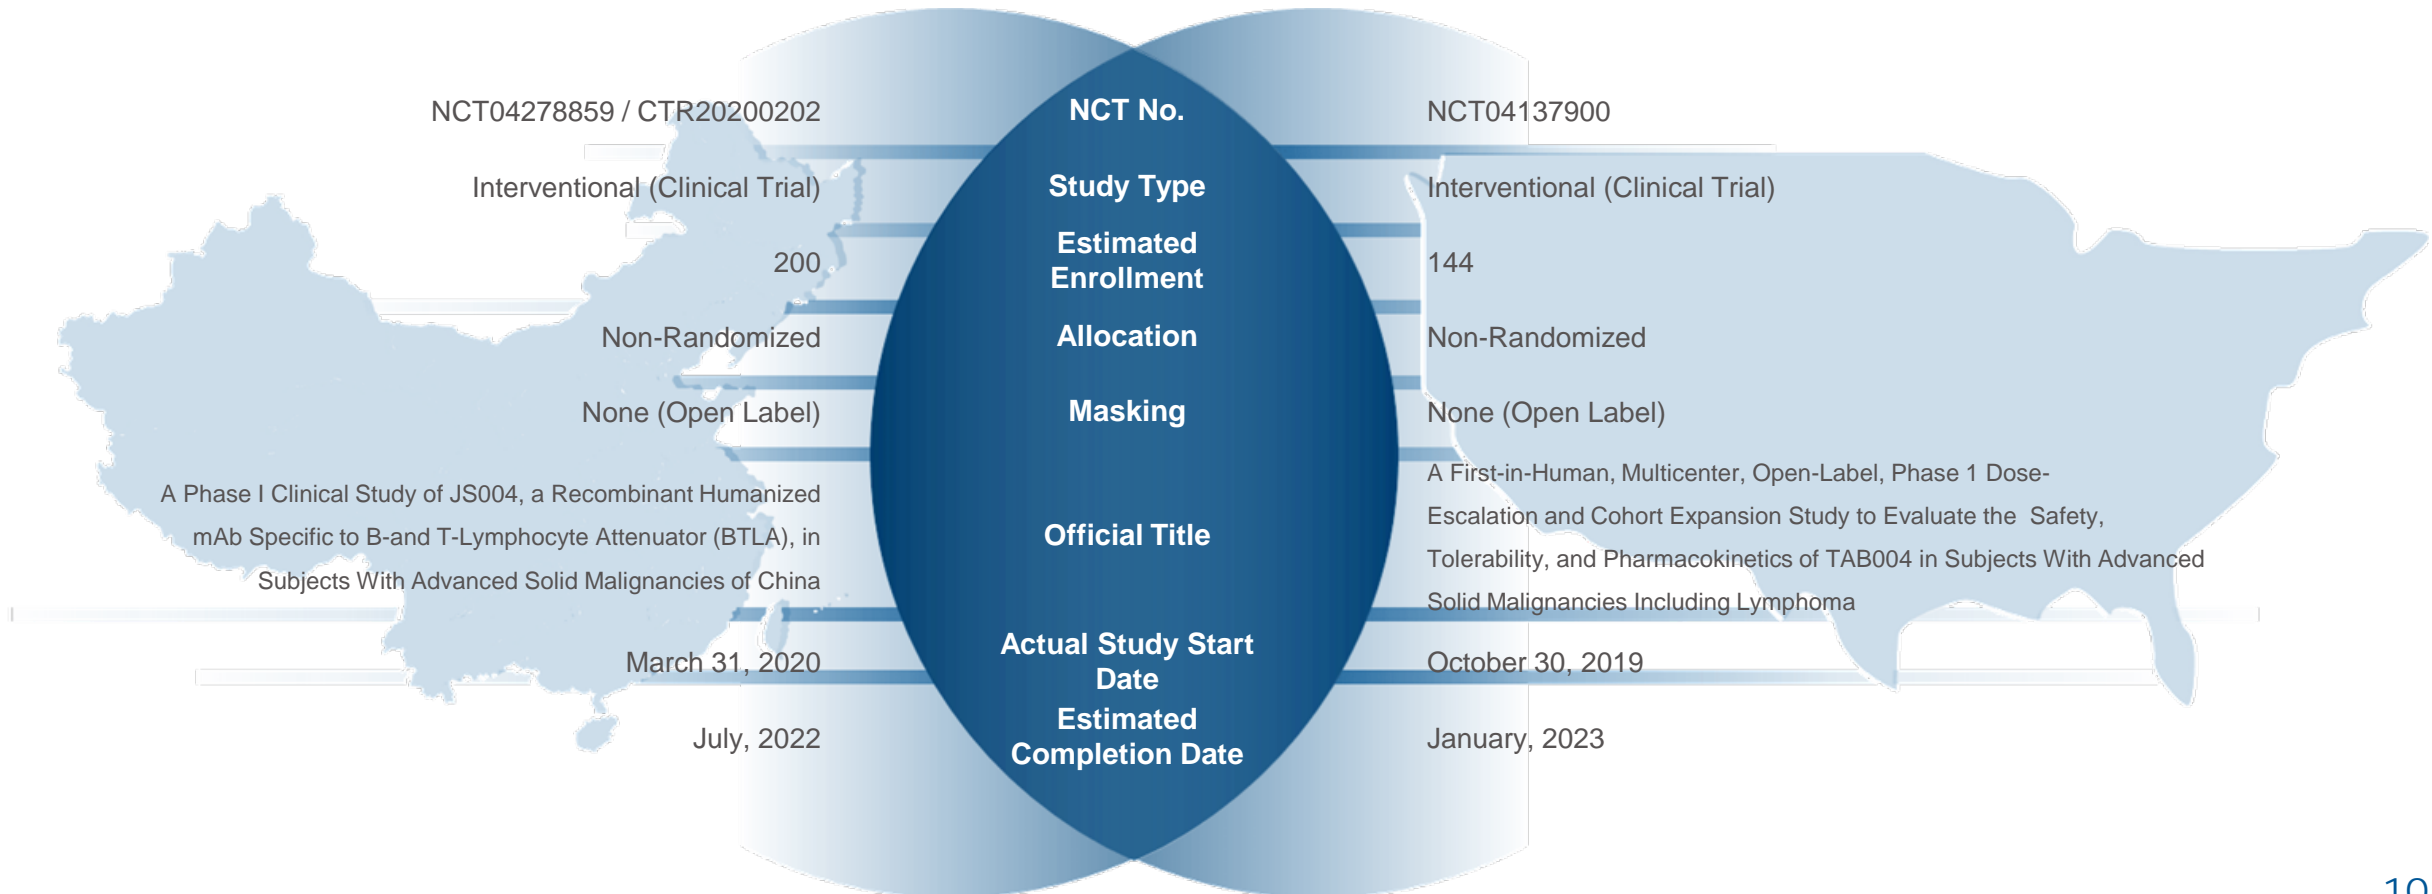 NCT04278859 / CTR20200202
NCT No.
NCT04137900
Interventional (Clinical Trial)
Study Type
Interventional (Clinical Trial)
200
Estimated
Enrollment
144
Non-Randomized
Allocation
Non-Randomized
None (Open Label)
Masking
None (Open Label)
A Phase I Clinical Study of JS004, a Recombinant Humanized
mAb Specific to B-and T-Lymphocyte Attenuator (BTLA), in
Subjects With Advanced Solid Malignancies of China
Official Title
A First-in-Human, Multicenter, Open-Label, Phase 1 Dose-
Escalation and Cohort Expansion Study to Evaluate the Safety,
Tolerability, and Pharmacokinetics of TAB004 in Subjects With Advanced
Solid Malignancies Including Lymphoma
March 31, 2020
Actual Study Start
Date
October 30, 2019
July, 2022
Estimated
Completion Date
January, 2023
10